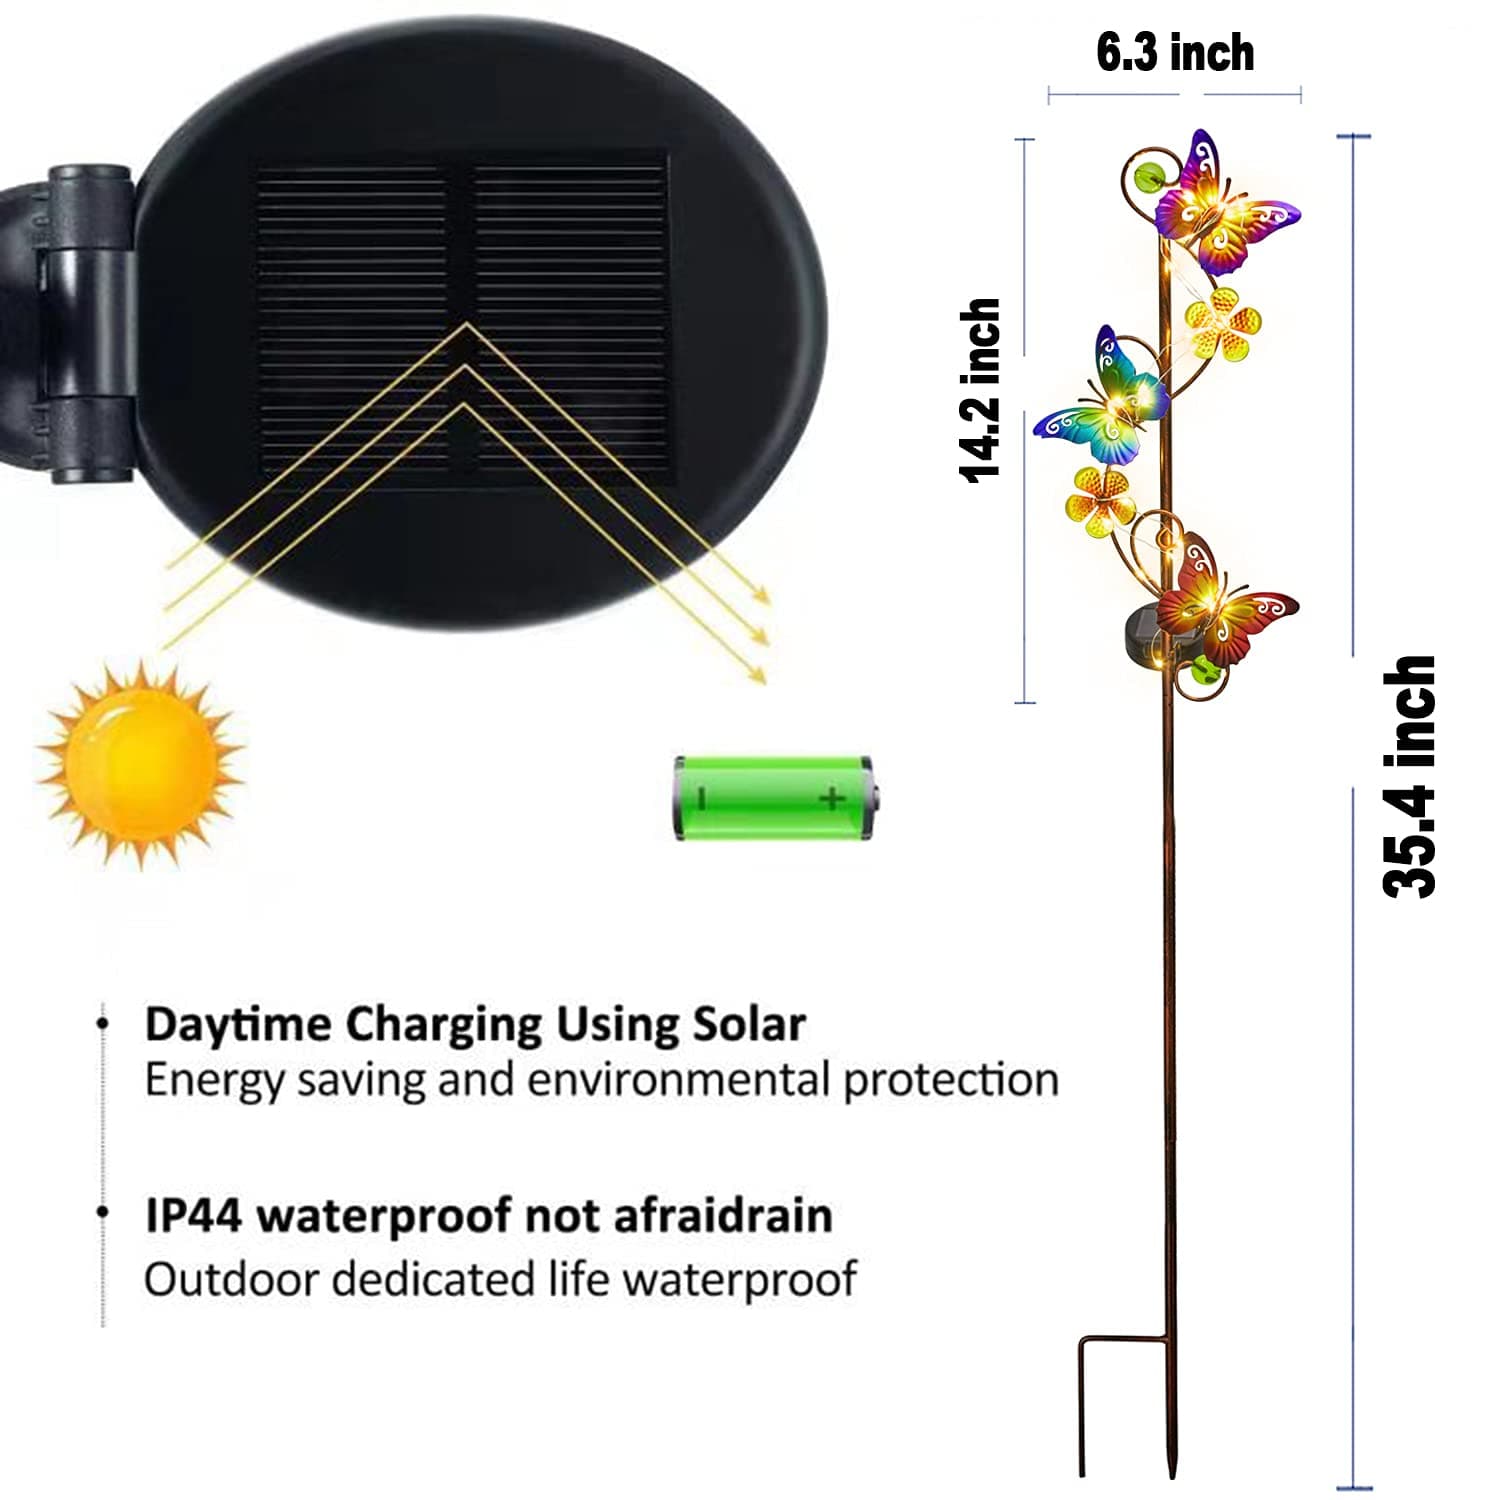 6.3 inch
14.2 inch
35.4 inch
- +
Daytime Charging Using Solar
Energy saving and environmental protection
IP44 waterproof not afraidrain
Outdoor dedicated life waterproof